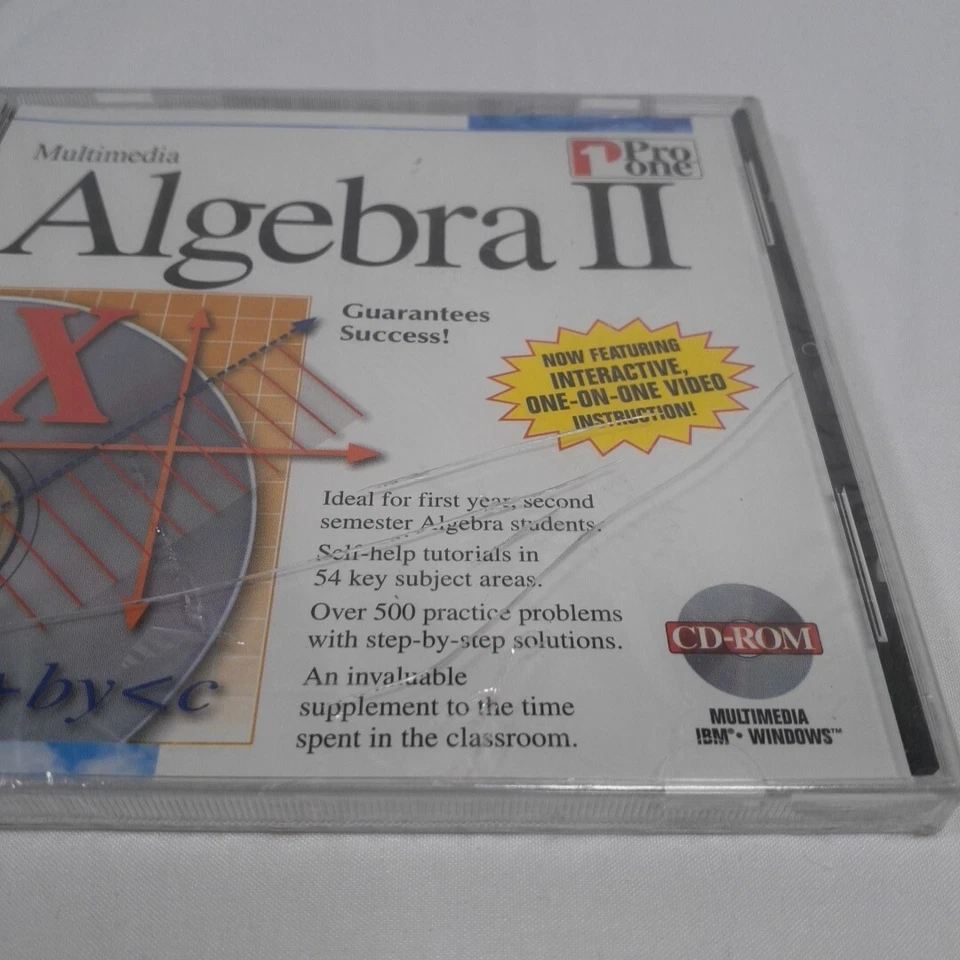 Multimedia
Pro
one
Algebra II
Guarantees
Success!
NOW FEATURING
INTERACTIVE,
ONE-ON-ONE VIDEO
INSTRUCTION!
X
Ideal for first year, second
semester Algebra students.
Self-help tutorials in
54 key subject areas.
Over 500 practice problems
with step-by-step solutions.
An invaluable
supplement to the time
spent in the classroom.
+by<c
CD-ROM
MULTIMEDIA
IBM® • WINDOWS™